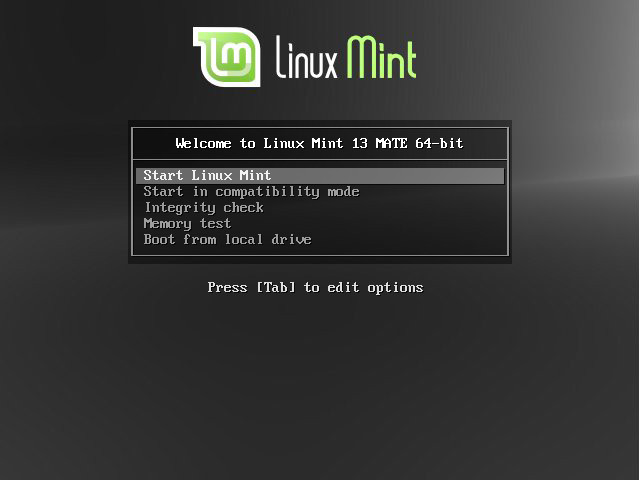 Linux Mint
Welcome to Linux Mint 13 MATE 64-bit
Start Linux Mint
Start in compatibility mode
Integrity check
Memory test
Boot from local drive
Press [Tab] to edit options